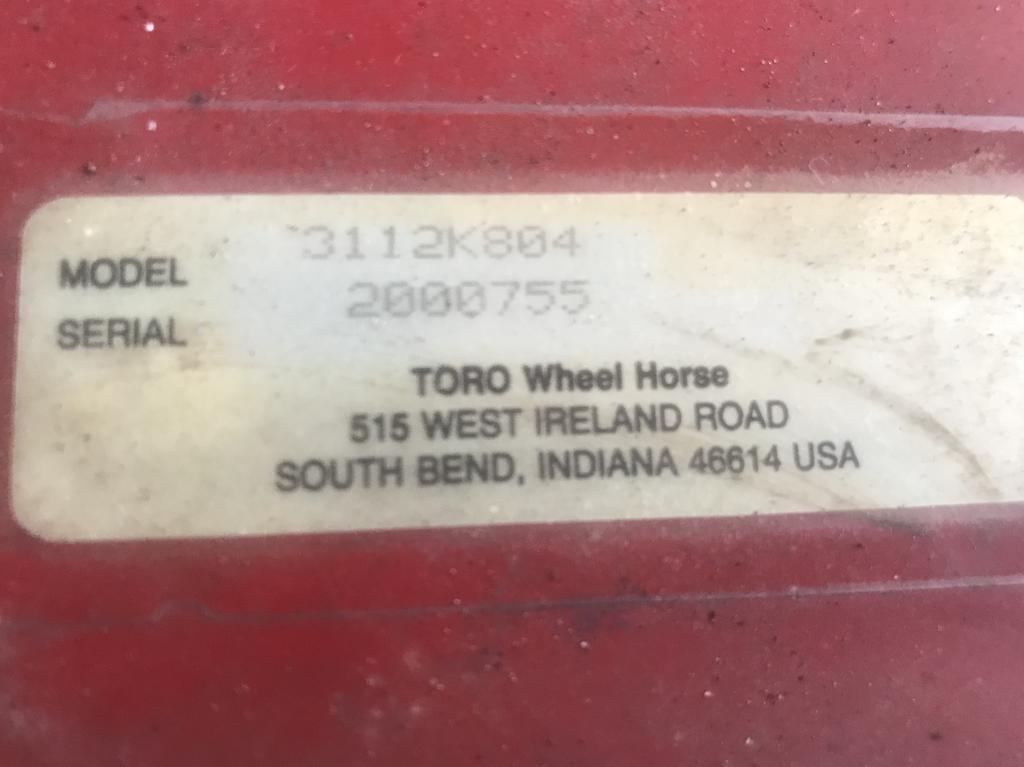 MODEL 3112K804
SERIAL 2000755
TORO Wheel Horse
515 WEST IRELAND ROAD
SOUTH BEND, INDIANA 46614 USA